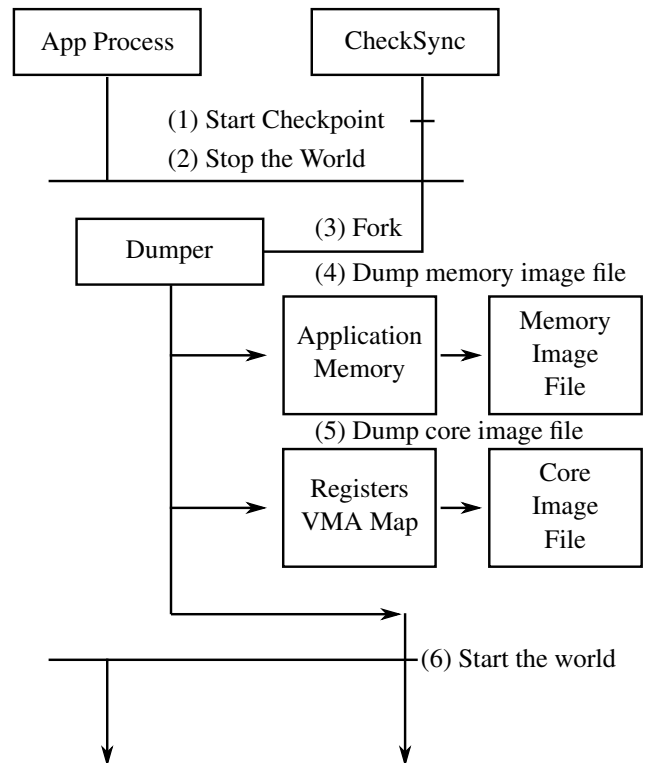 App Process
CheckSync
(1) Start Checkpoint
(2) Stop the World
(3) Fork
Dumper
(4) Dump memory image file
Application
Memory
Memory
Image
File
(5) Dump core image file
Registers
VMA Map
Core
Image
File
(6) Start the world